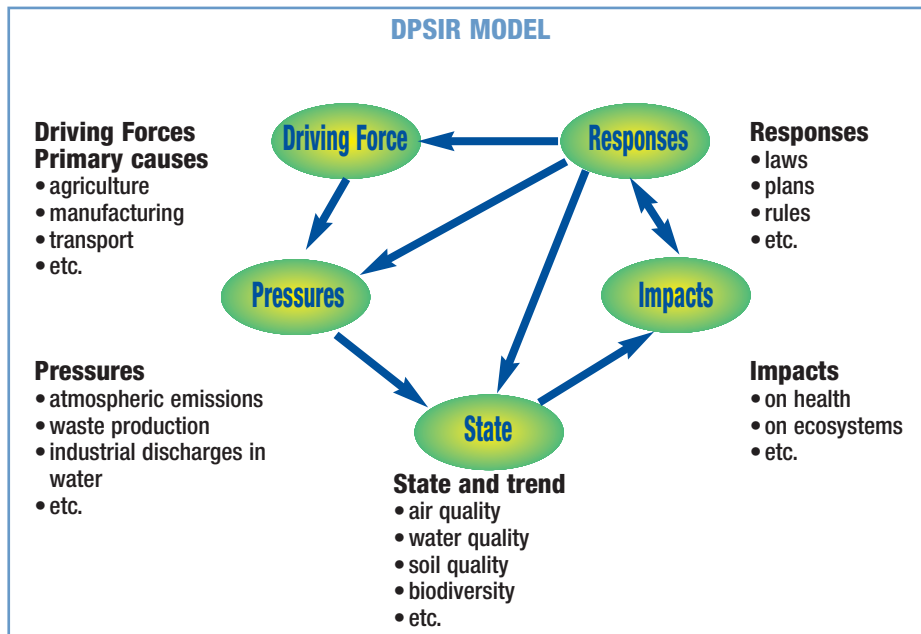 DPSIR MODEL
Driving Forces
Primary causes
• agriculture
• manufacturing
• transport
• etc.
Driving Force
Responses
Responses
• laws
• plans
• rules
• etc.
Pressures
Impacts
Pressures
• atmospheric emissions
• waste production
• industrial discharges in
water
• etc.
State
Impacts
• on health
• on ecosystems
• etc.
State and trend
• air quality
• water quality
• soil quality
• biodiversity
• etc.